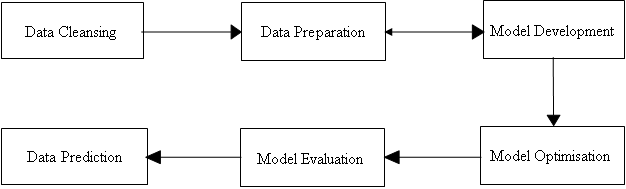 Data Cleansing
Data Preparation
Model Development
Model Optimisation
Model Evaluation
Data Prediction